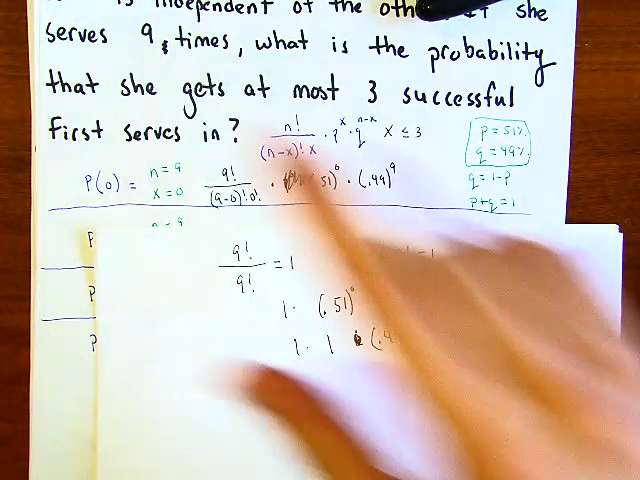 is independent of the other. If she
serves 9 times, what is the probability
that she gets at most 3 successful
first serves in?
n! / (n-x)! · x · p^x · q^n-x x ≤ 3
p = 51%
q = 49%
q = 1-p
p+q = 1
P(0) = n = 9 x = 0 9! / (9-0)! · 0! · (.51)^0 · (.49)^9
P n = 9
P
P
9! / 9! = 1
1 · (.51)^0
1 · 1 · (.4